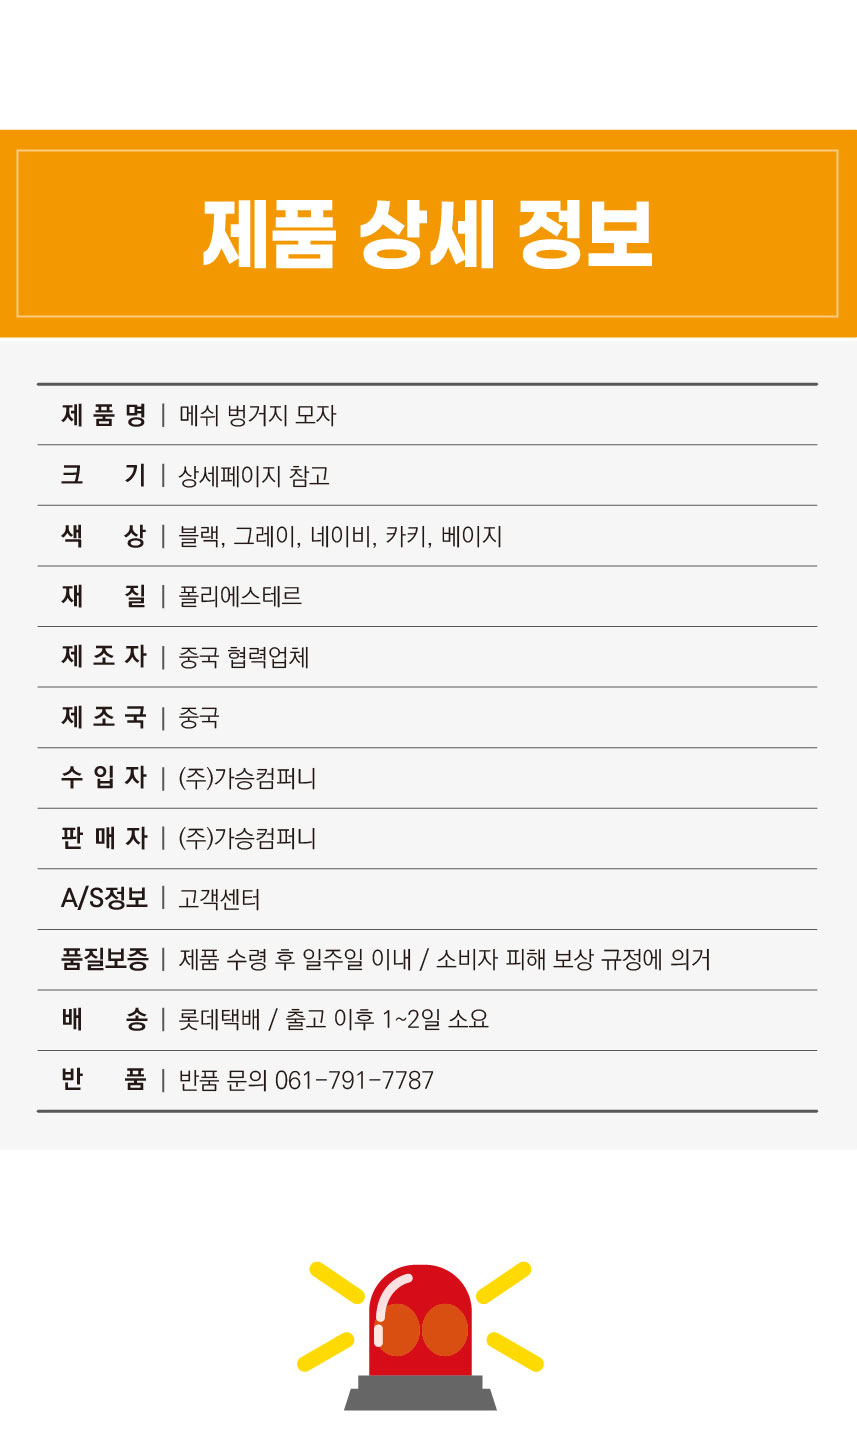 제품 상세 정보
제 품 명 | 메쉬 벙거지 모자
크 기 | 상세페이지 참고
색 상 | 블랙, 그레이, 네이비, 카키, 베이지
재 질 | 폴리에스테르
제 조 자 | 중국 협력업체
제 조 국 | 중국
수 입 자 | (주)가승컴퍼니
판 매 자 | (주)가승컴퍼니
A/S정보 | 고객센터
품질보증 | 제품 수령 후 일주일 이내 / 소비자 피해 보상 규정에 의거
배 송 | 롯데택배 / 출고 이후 1~2일 소요
반 품 | 반품 문의 061-791-7787